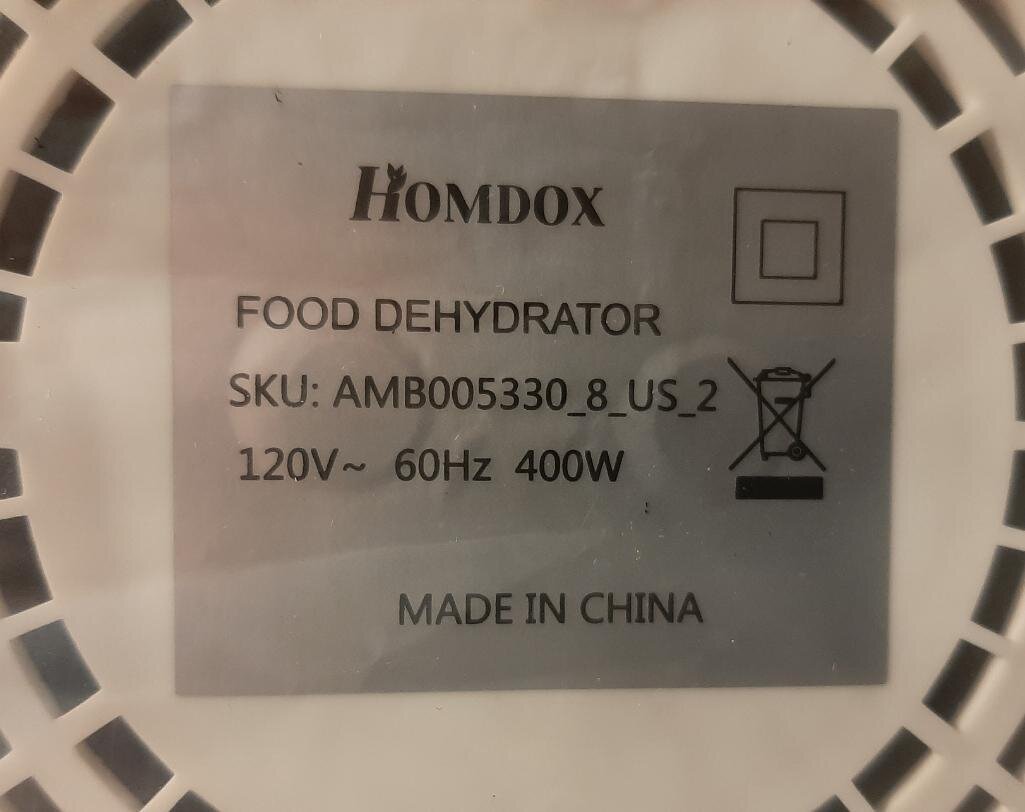 HOMDOX
FOOD DEHYDRATOR
SKU: AMB005330_8_US_2
120V~ 60Hz 400W
MADE IN CHINA